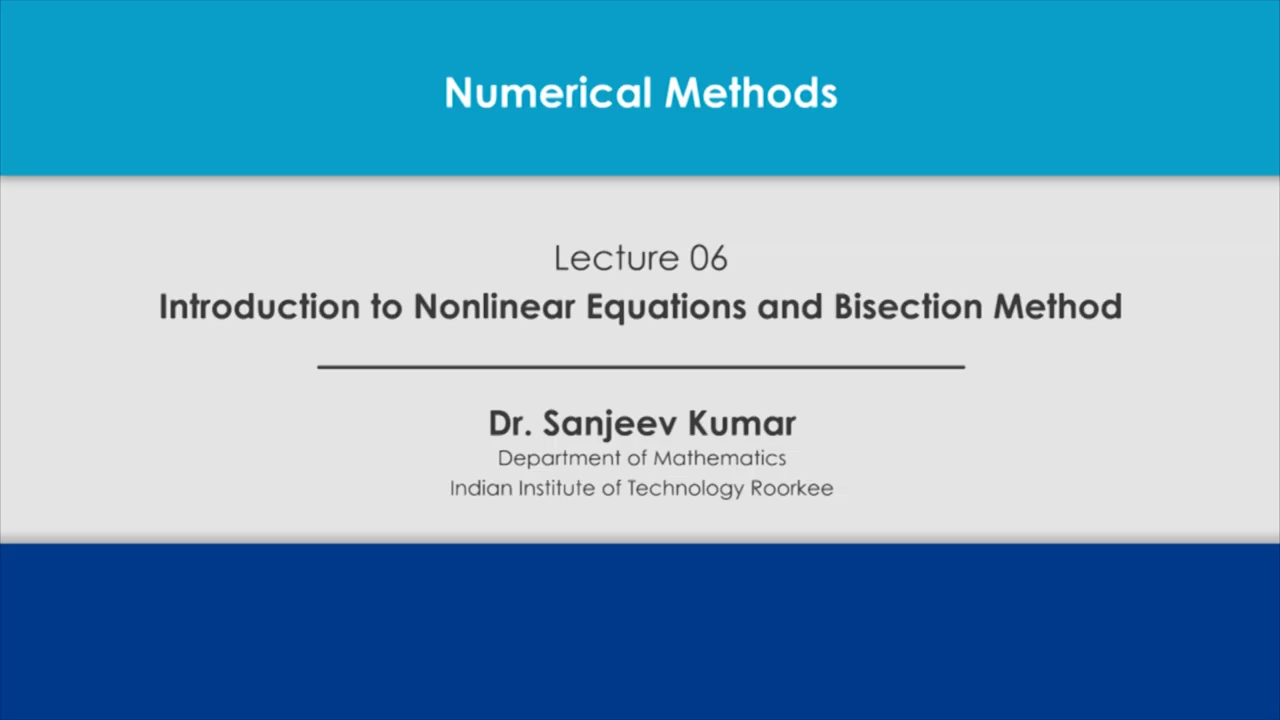 Numerical Methods
Lecture 06
Introduction to Nonlinear Equations and Bisection Method
Dr. Sanjeev Kumar
Department of Mathematics
Indian Institute of Technology Roorkee